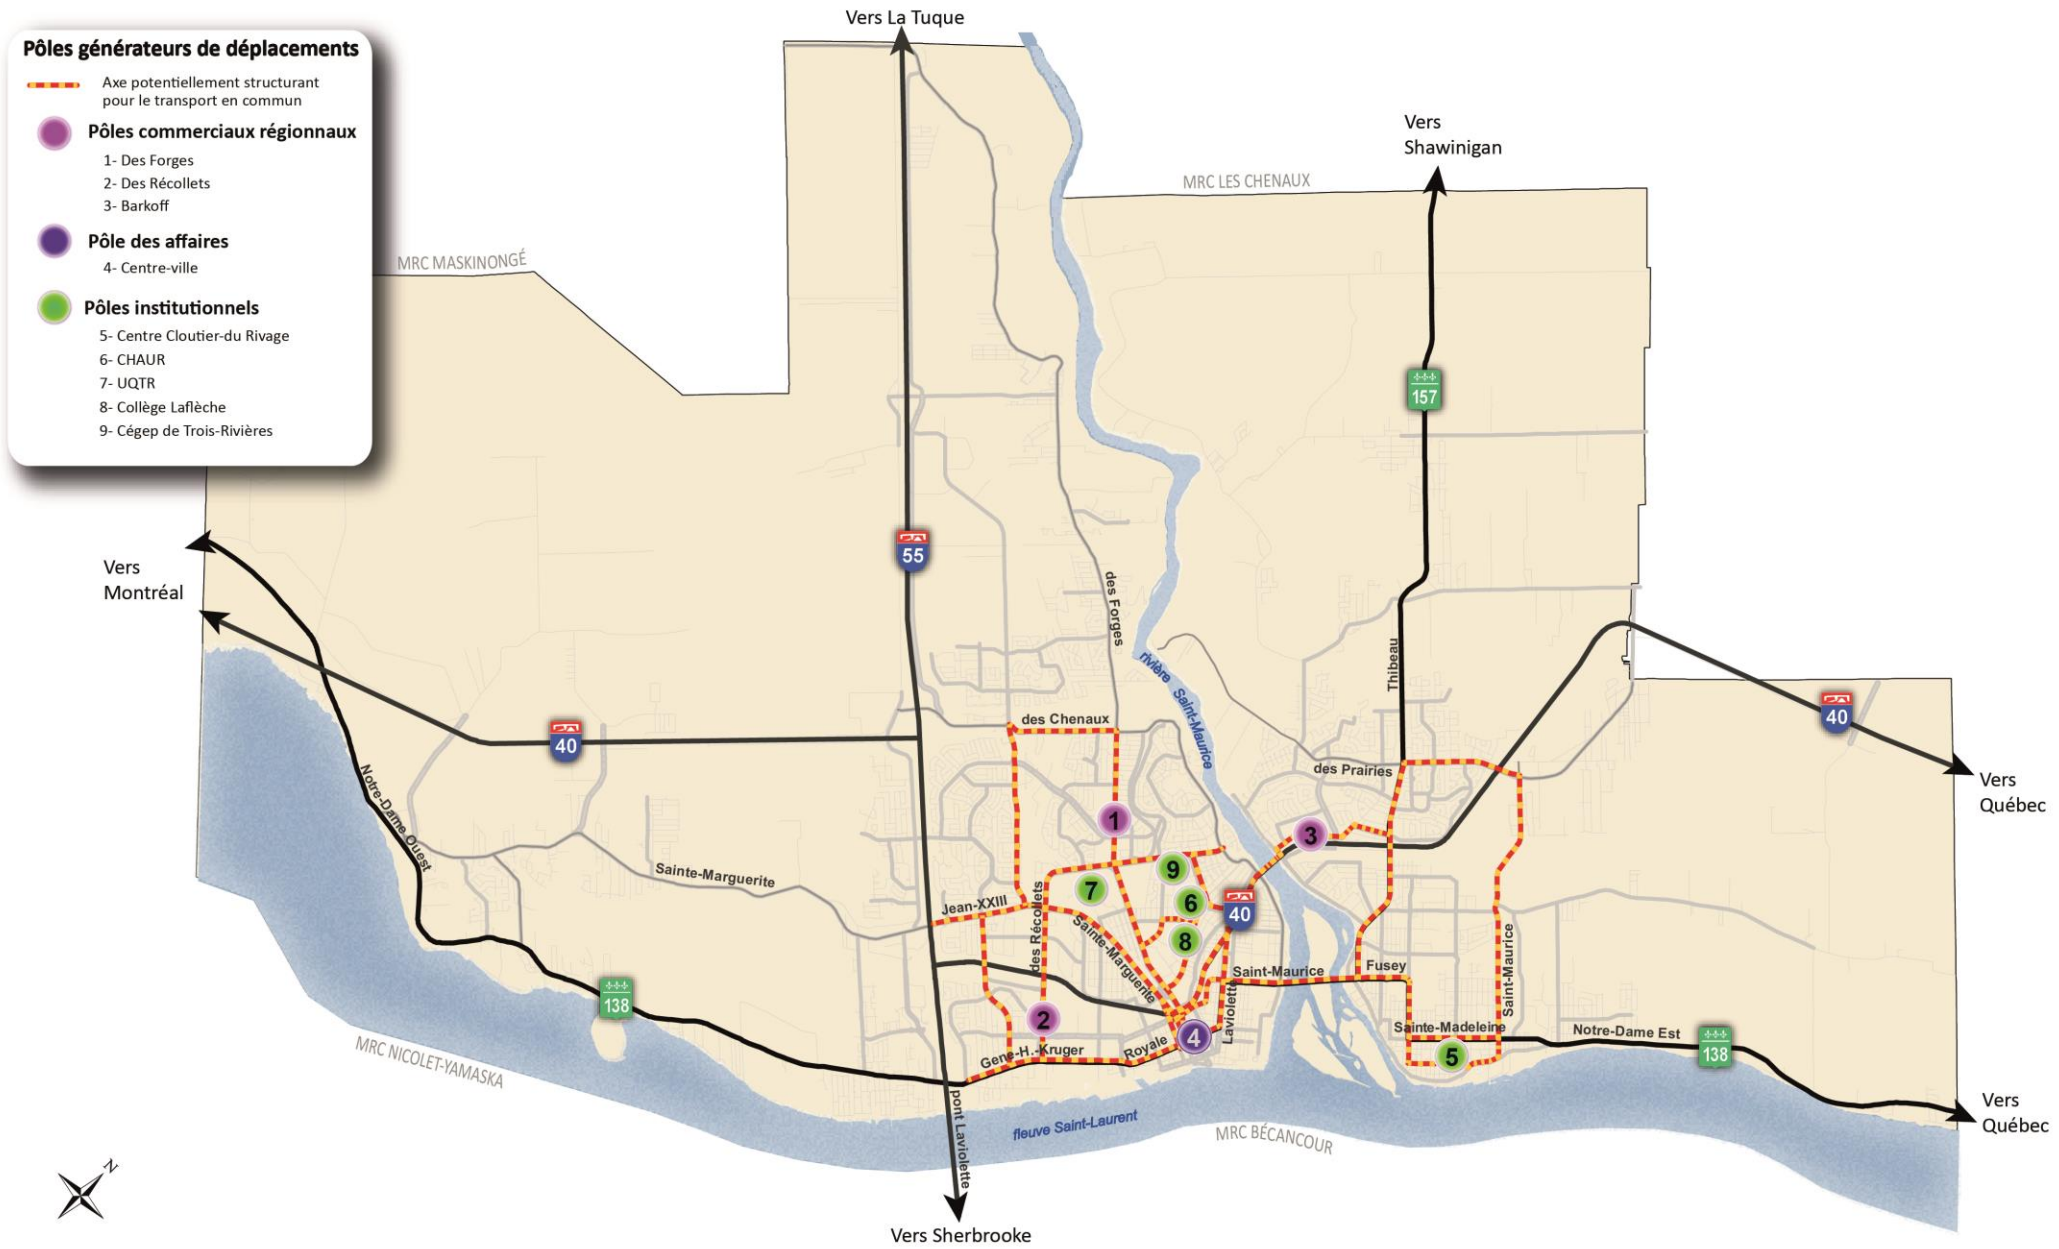 Pôles générateurs de déplacements
Axe potentiellement structurant
pour le transport en commun
Pôles commerciaux régionnaux
1- Des Forges
2- Des Récollets
3- Barkoff
Pôle des affaires
4- Centre-ville
Pôles institutionnels
5- Centre Cloutier-du Rivage
6- CHAUR
7- UQTR
8- Collège Laflèche
9- Cégep de Trois-Rivières
Vers La Tuque
Vers
Shawinigan
MRC LES CHENAUX
MRC MASKINONGÉ
157
55
Vers
Montréal
des Forges
rivière Saint-Maurice
Thibeau
40
40
des Chenaux
des Prairies
Vers
Québec
Notre-Dame Ouest
1
3
Sainte-Marguerite
9
7
6
40
Jean-XXIII
des Récollets
Sainte-Marguerite
8
Saint-Maurice
Fusey
Saint-Maurice
138
2
4
Laviolette
Sainte-Madeleine
Notre-Dame Est
138
5
Gene-H.-Kruger
Royale
MRC NICOLET-YAMASKA
pont Laviolette
fleuve Saint-Laurent
MRC BÉCANCOUR
Vers
Québec
N
Vers Sherbrooke